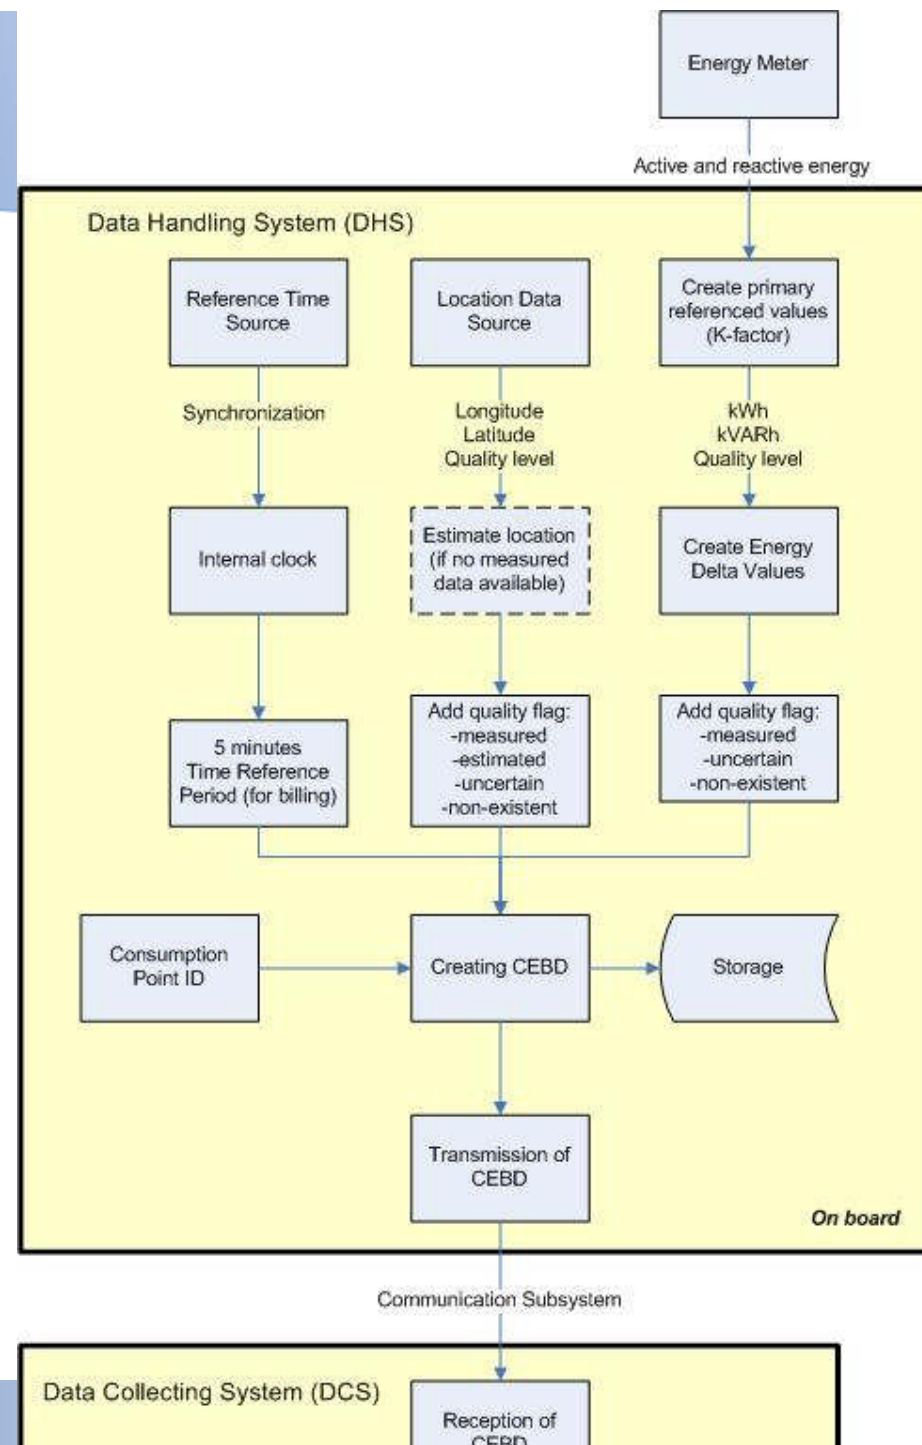 Energy Meter
Active and reactive energy
Data Handling System (DHS)
Reference Time
Source
Location Data
Source
Create primary
referenced values
(K-factor)
Synchronization
Longitude
Latitude
Quality level
kWh
kVARh
Quality level
Internal clock
Estimate location
(if no measured
data available)
Create Energy
Delta Values
5 minutes
Time Reference
Period (for billing)
Add quality flag:
-measured
-estimated
-uncertain
-non-existent
Add quality flag:
-measured
-uncertain
-non-existent
Consumption
Point ID
Creating CEBD
Storage
Transmission of
CEBD
On board
Communication Subsystem
Data Collecting System (DCS)
Reception of
CEBD